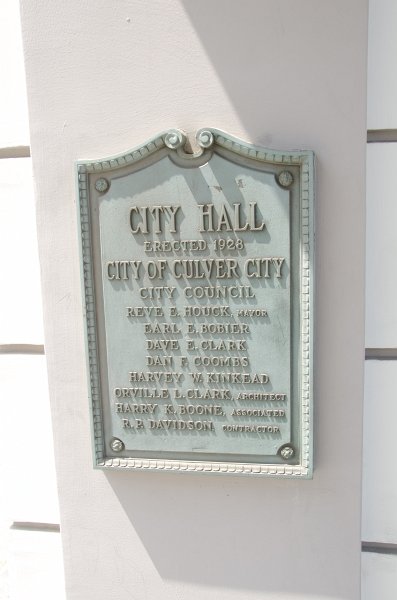 CITY HALL
ERECTED 1928
CITY OF CULVER CITY
CITY COUNCIL
REVE E. HOUCK, MAYOR
EARL E. BOBIER
DAVE E. CLARK
DAN F. COOMBS
HARVEY W. KINKEAD
ORVILLE L. CLARK, ARCHITECT
HARRY K. BOONE, ASSOCIATED
R. P. DAVIDSON, CONTRACTOR